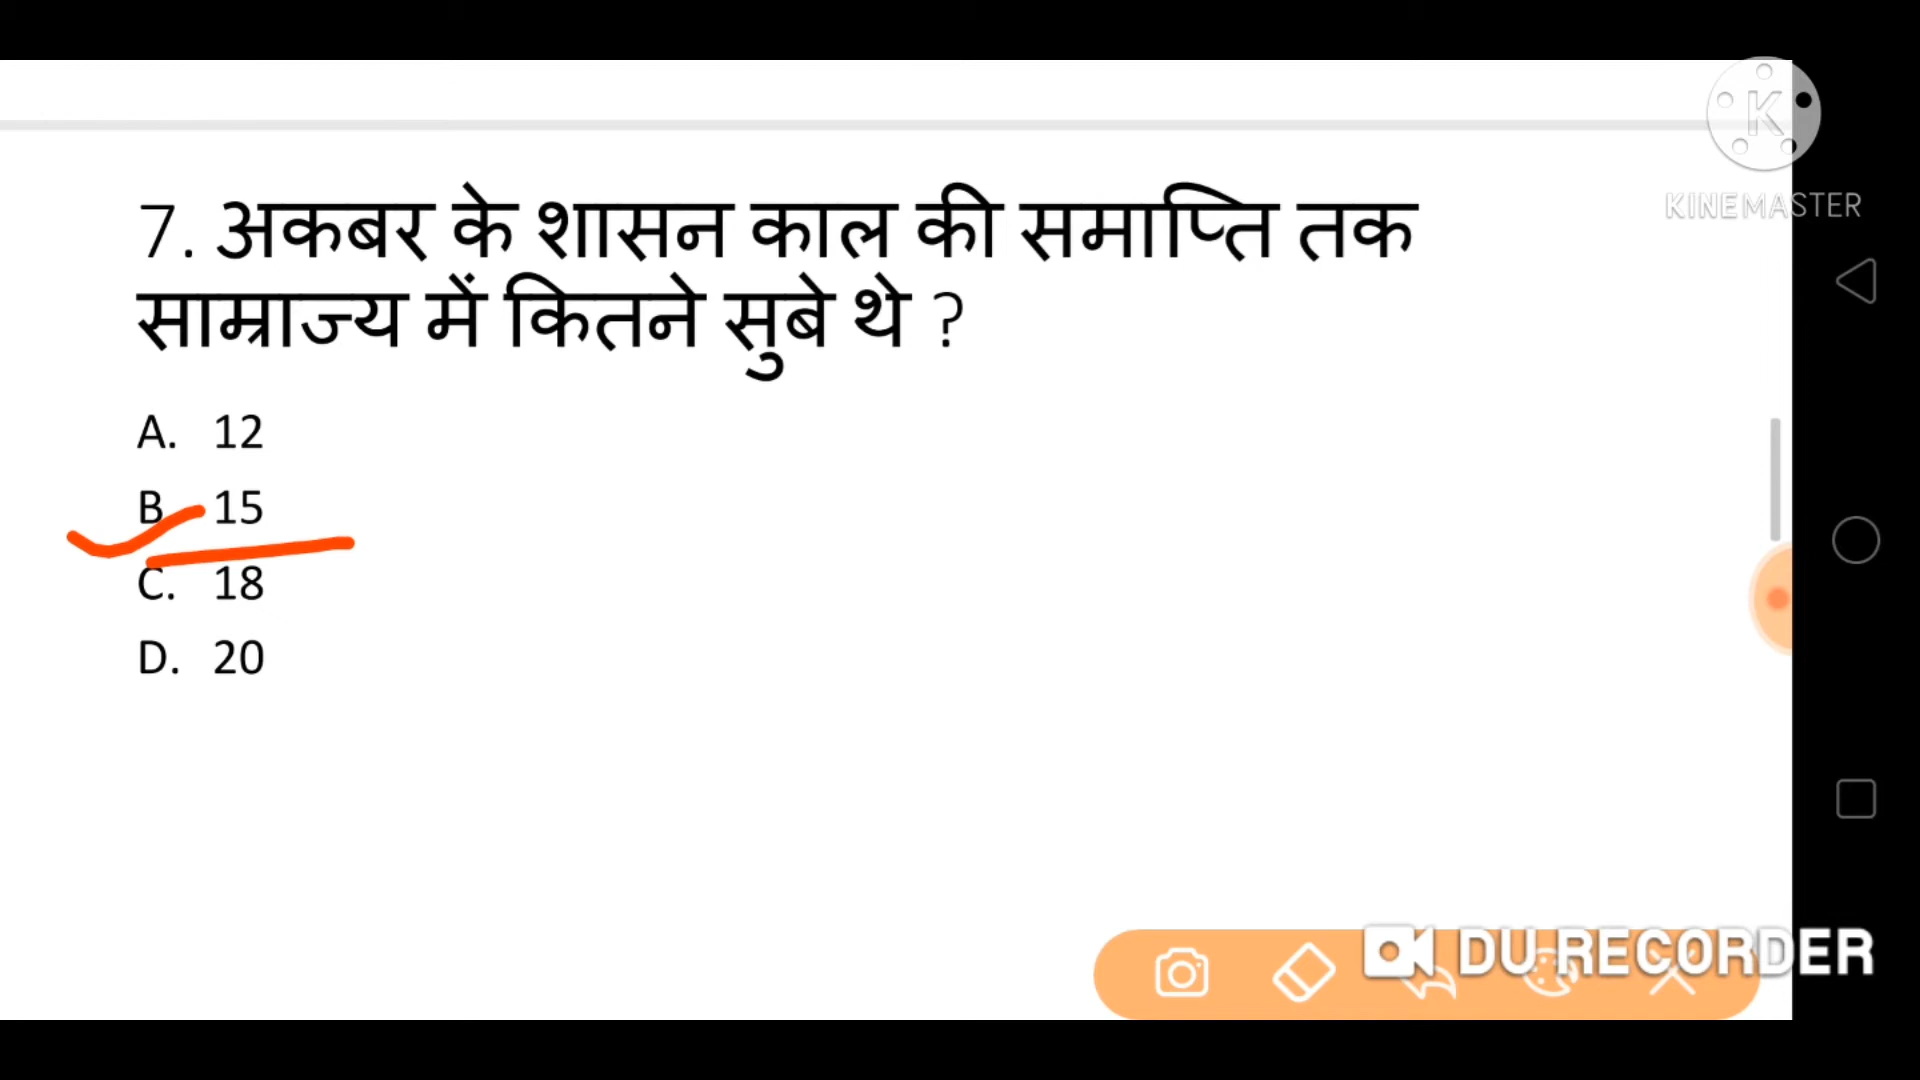 K
KINEMASTER
7. अकबर के शासन काल की समाप्ति तक
साम्राज्य में कितने सुबे थे ?
A. 12
B. 15
C. 18
D. 20
DU RECORDER